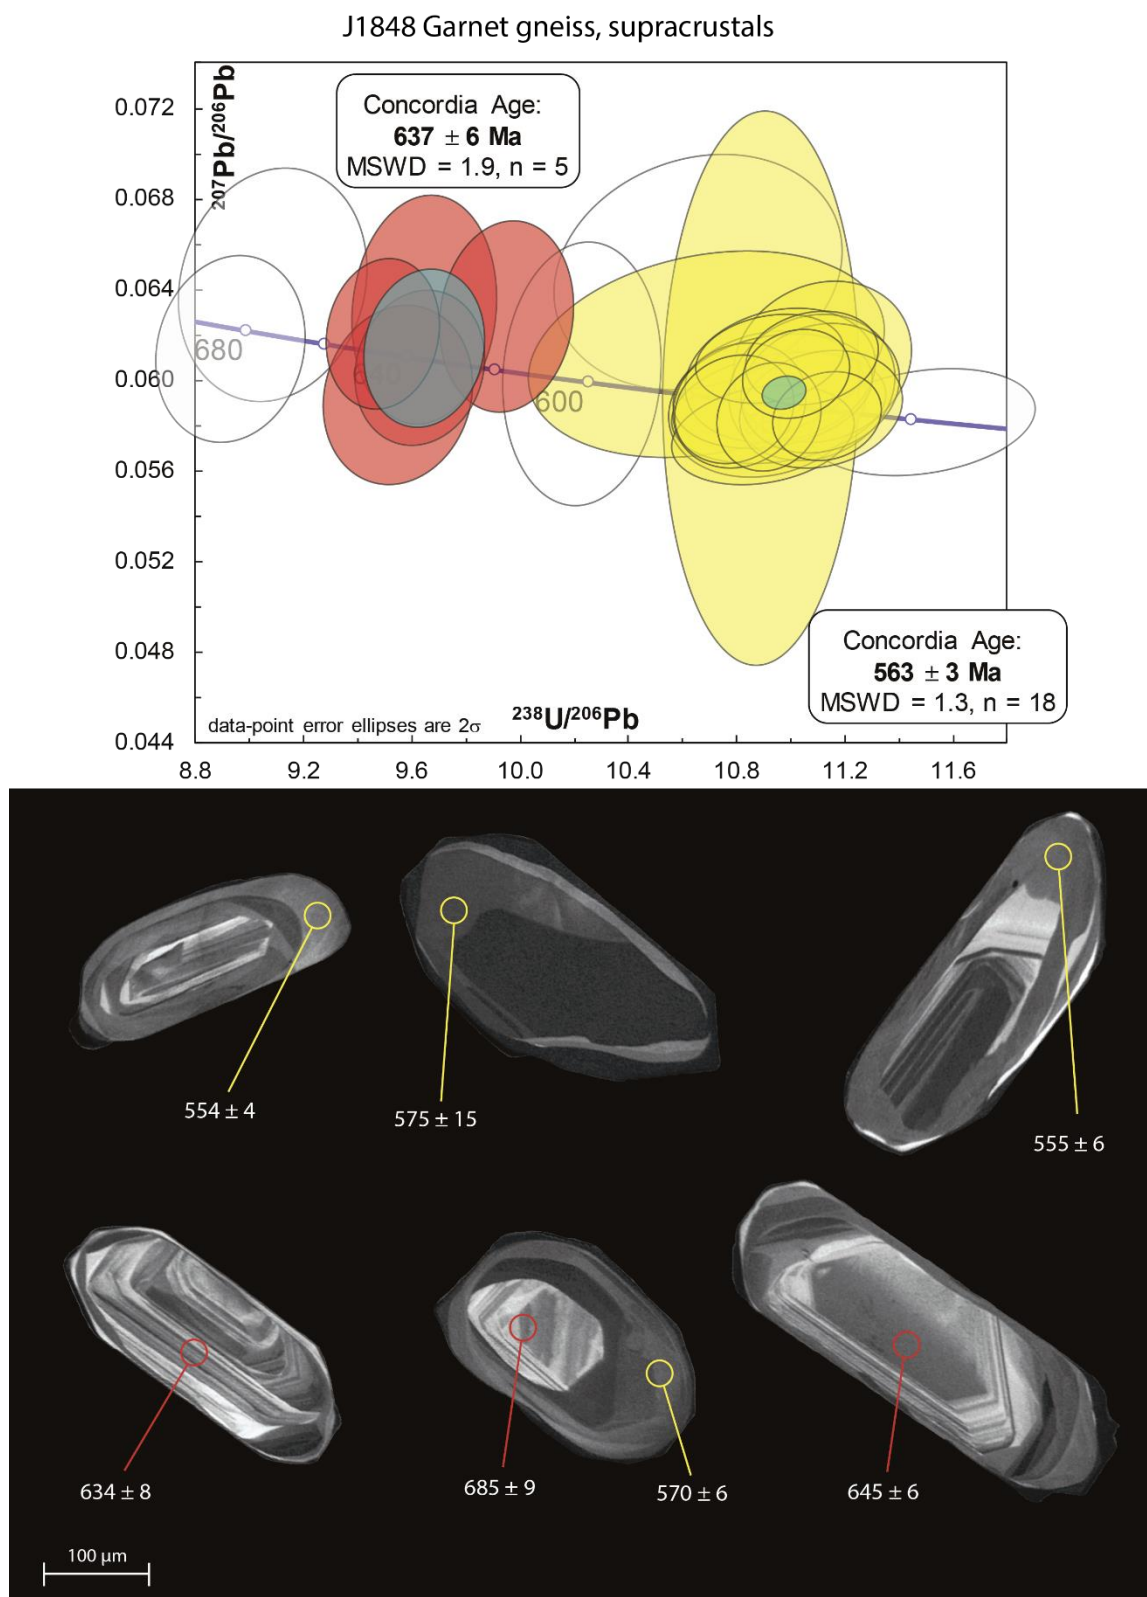 J1848 Garnet gneiss, supracrustals
207Pb/206Pb
0.072
0.068
0.064
0.060
0.056
0.052
0.048
0.044
Concordia Age:
637 ± 6 Ma
MSWD = 1.9, n = 5
680
640
600
Concordia Age:
563 ± 3 Ma
MSWD = 1.3, n = 18
data-point error ellipses are 2σ
238U/206Pb
8.8 9.2 9.6 10.0 10.4 10.8 11.2 11.6
554 ± 4
575 ± 15
555 ± 6
634 ± 8
685 ± 9
570 ± 6
645 ± 6
100 µm